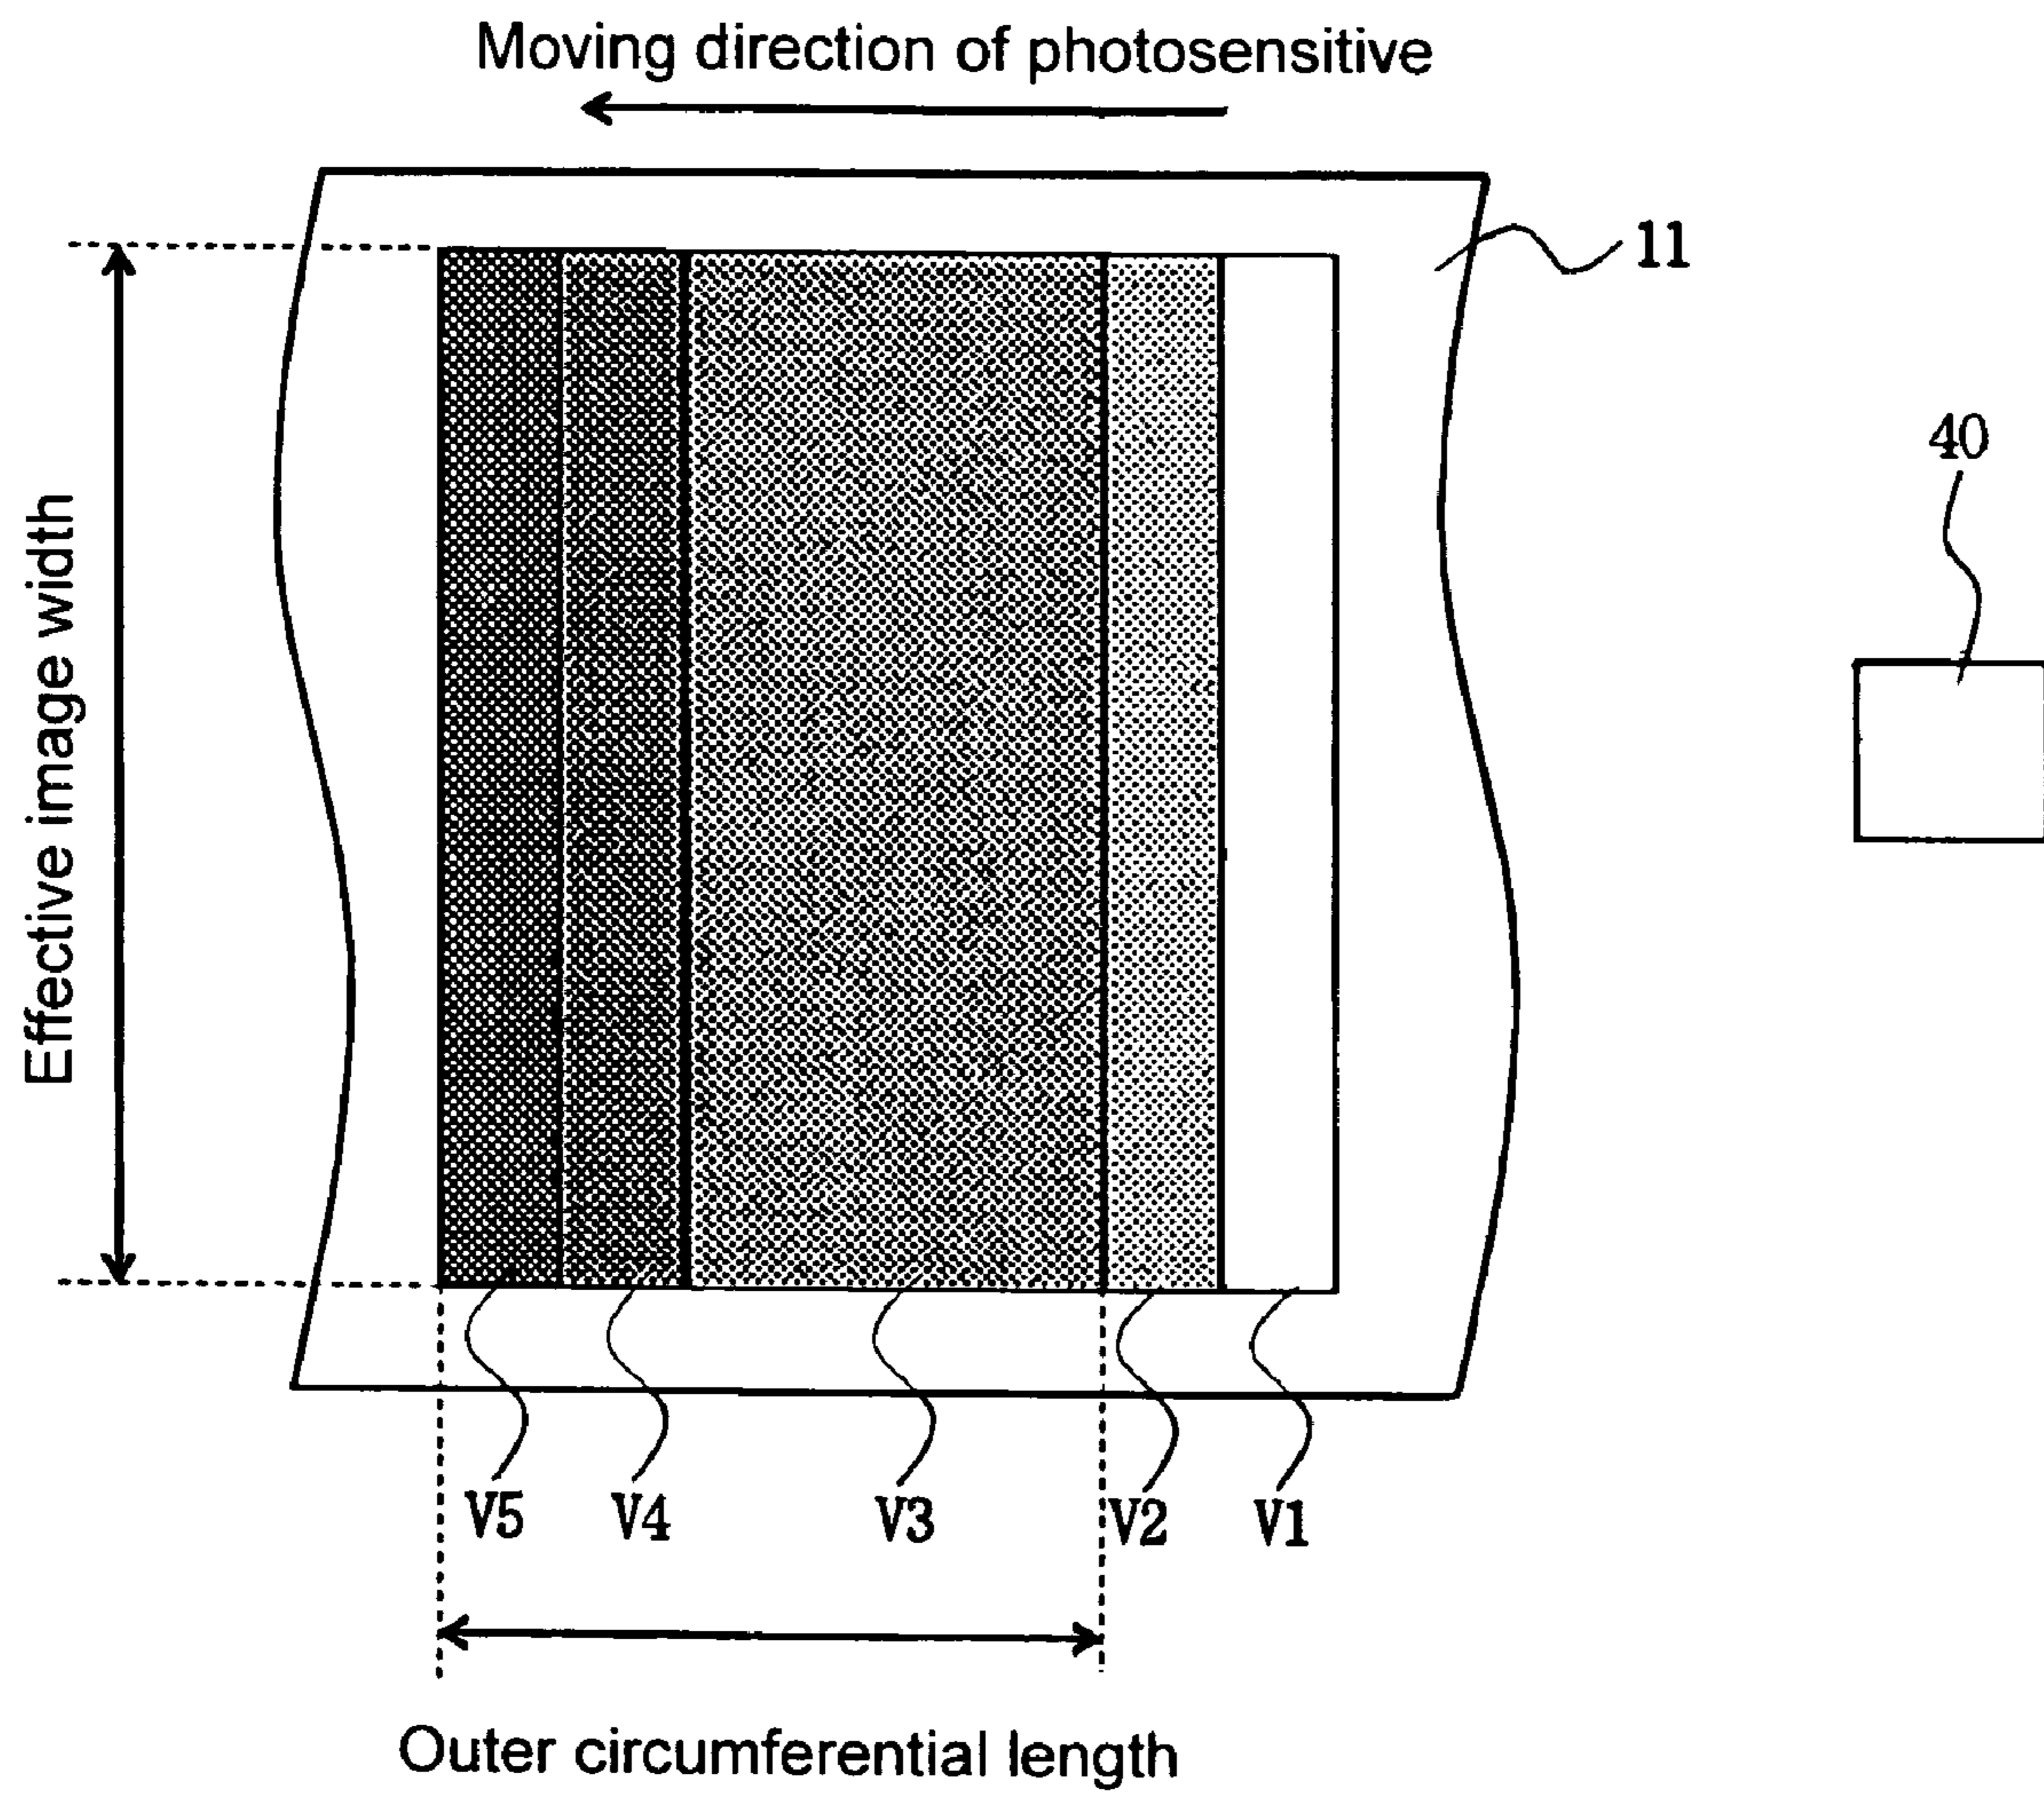 Moving direction of photosensitive
11
40
Effective image width
V5 V4 V3 V2 V1
Outer circumferential length